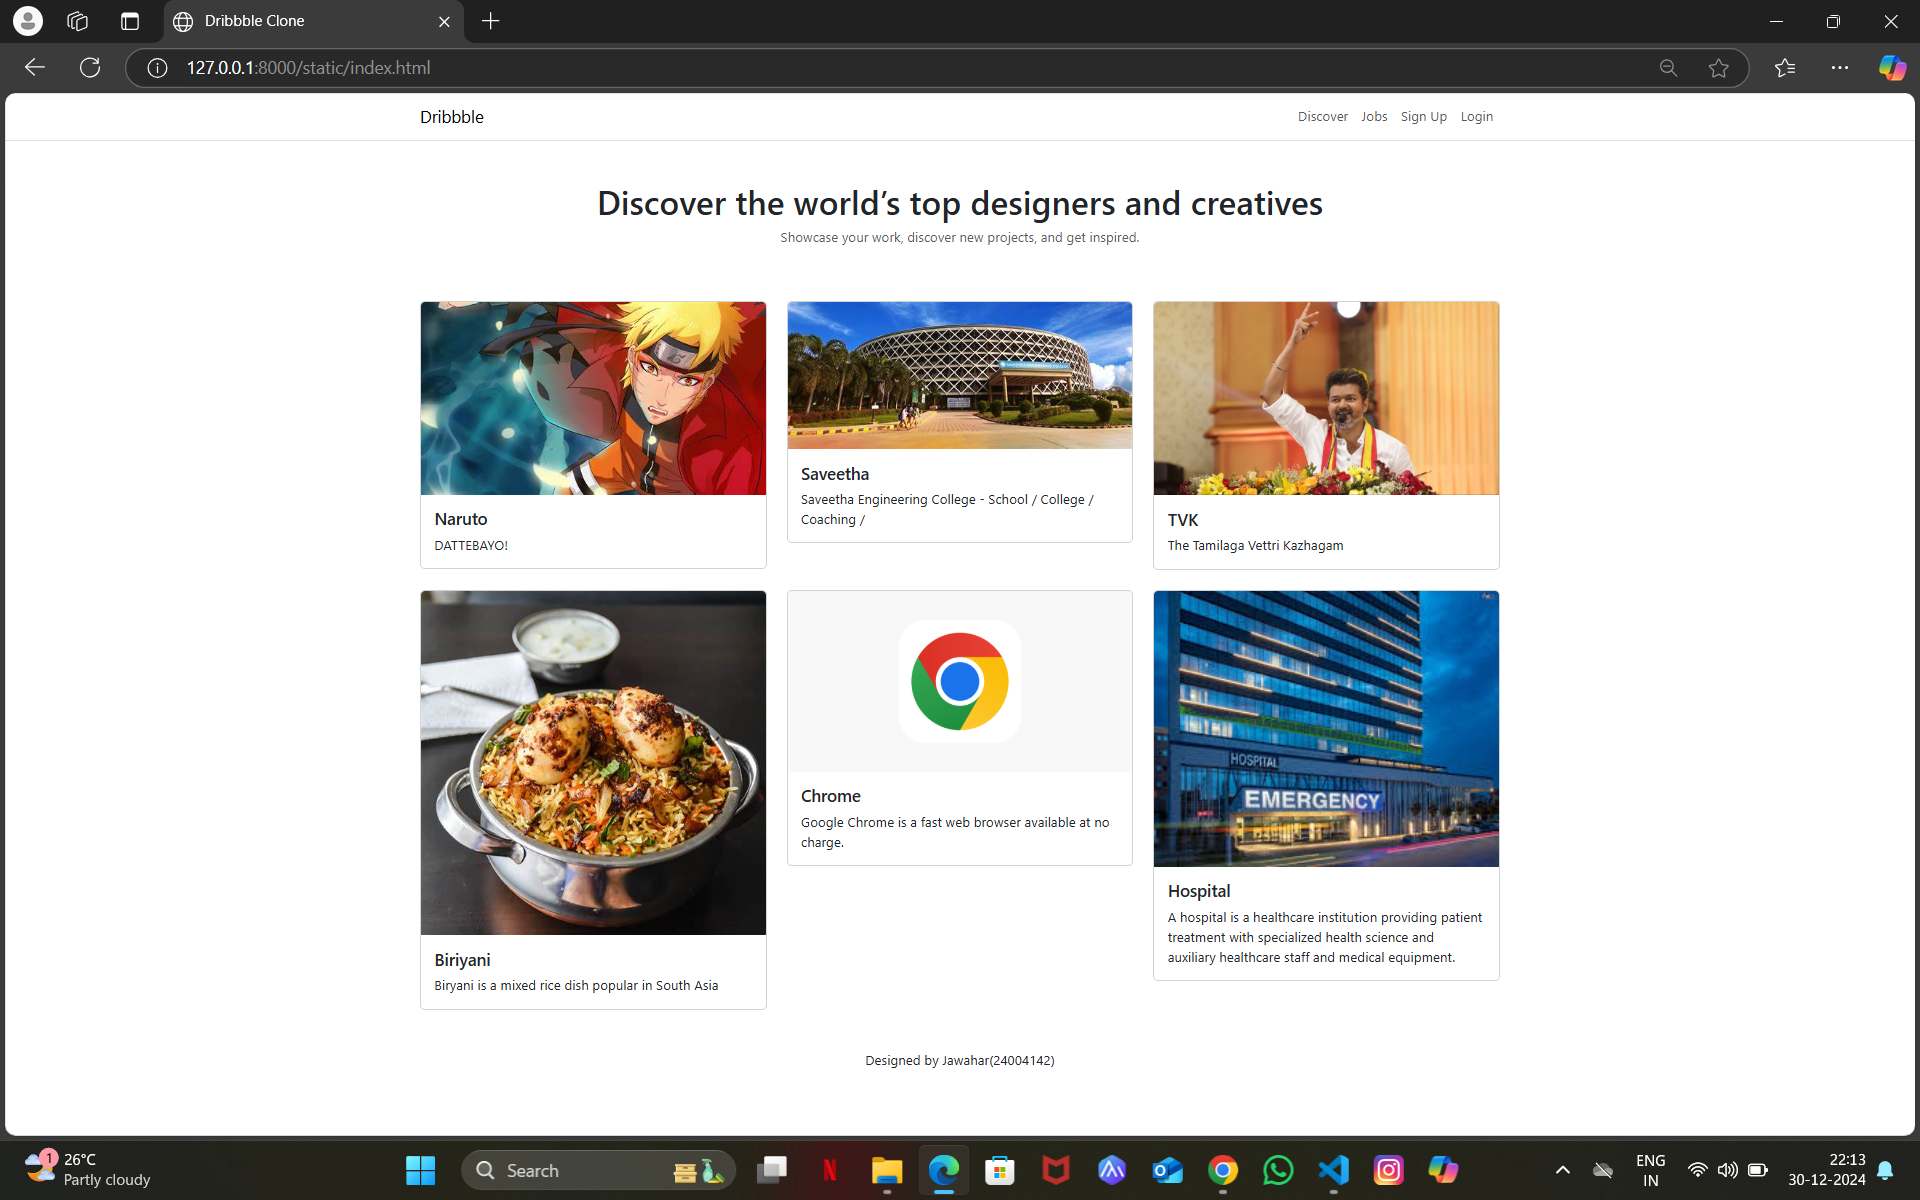 Dribbble Clone
127.0.0.1:8000/static/index.html
Dribbble
Discover
Jobs
Sign Up
Login
Discover the world’s top designers and creatives
Showcase your work, discover new projects, and get inspired.
Naruto
DATTEBAYO!
Saveetha
Saveetha Engineering College - School / College /
Coaching /
TVK
The Tamilaga Vettri Kazhagam
HOSPITAL
EMERGENCY
Biriyani
Biryani is a mixed rice dish popular in South Asia
Chrome
Google Chrome is a fast web browser available at no
charge.
Hospital
A hospital is a healthcare institution providing patient
treatment with specialized health science and
auxiliary healthcare staff and medical equipment.
Designed by Jawahar(24004142)
1
26°C
Partly cloudy
Search
ENG
IN
22:13
30-12-2024